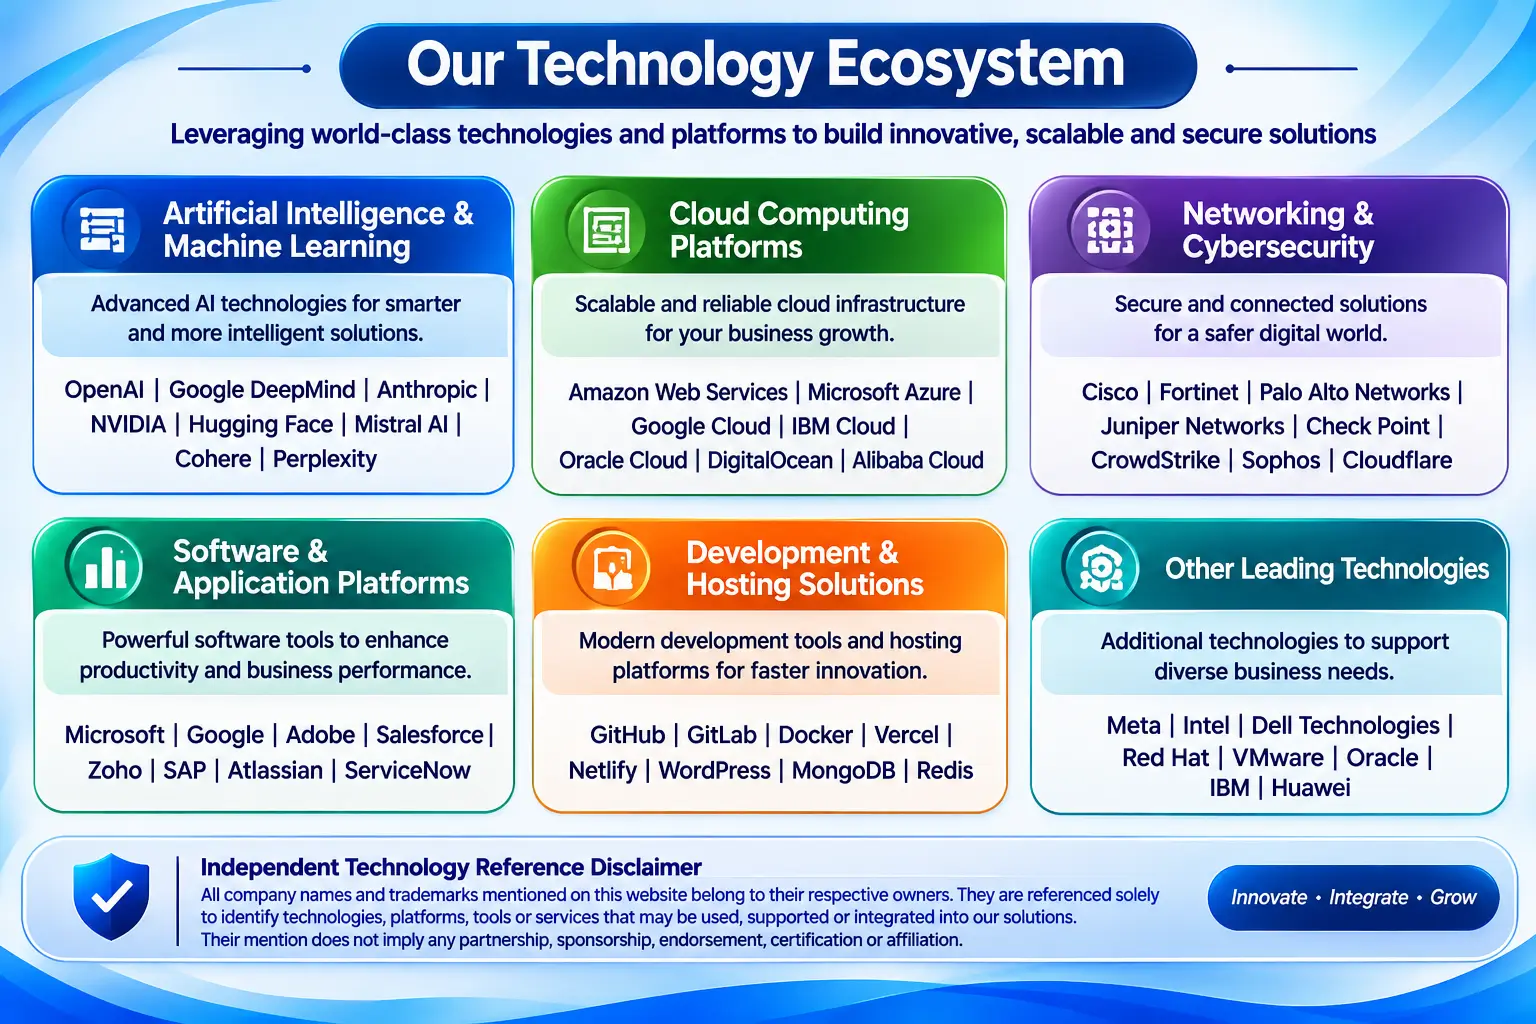 Our Technology Ecosystem
Leveraging world-class technologies and platforms to build innovative, scalable and secure solutions
Artificial Intelligence &
Machine Learning
Advanced AI technologies for smarter
and more intelligent solutions.
OpenAI | Google DeepMind | Anthropic |
NVIDIA | Hugging Face | Mistral AI |
Cohere | Perplexity
Cloud Computing
Platforms
Scalable and reliable cloud infrastructure
for your business growth.
Amazon Web Services | Microsoft Azure |
Google Cloud | IBM Cloud |
Oracle Cloud | DigitalOcean | Alibaba Cloud
Networking &
Cybersecurity
Secure and connected solutions
for a safer digital world.
Cisco | Fortinet | Palo Alto Networks |
Juniper Networks | Check Point |
CrowdStrike | Sophos | Cloudflare
Software &
Application Platforms
Powerful software tools to enhance
productivity and business performance.
Microsoft | Google | Adobe | Salesforce |
Zoho | SAP | Atlassian | ServiceNow
Development &
Hosting Solutions
Modern development tools and hosting
platforms for faster innovation.
GitHub | GitLab | Docker | Vercel |
Netlify | WordPress | MongoDB | Redis
Other Leading Technologies
Additional technologies to support
diverse business needs.
Meta | Intel | Dell Technologies |
Red Hat | VMware | Oracle |
IBM | Huawei
Independent Technology Reference Disclaimer
All company names and trademarks mentioned on this website belong to their respective owners. They are referenced solely
to identify technologies, platforms, tools or services that may be used, supported or integrated into our solutions.
Their mention does not imply any partnership, sponsorship, endorsement, certification or affiliation.
Innovate • Integrate • Grow